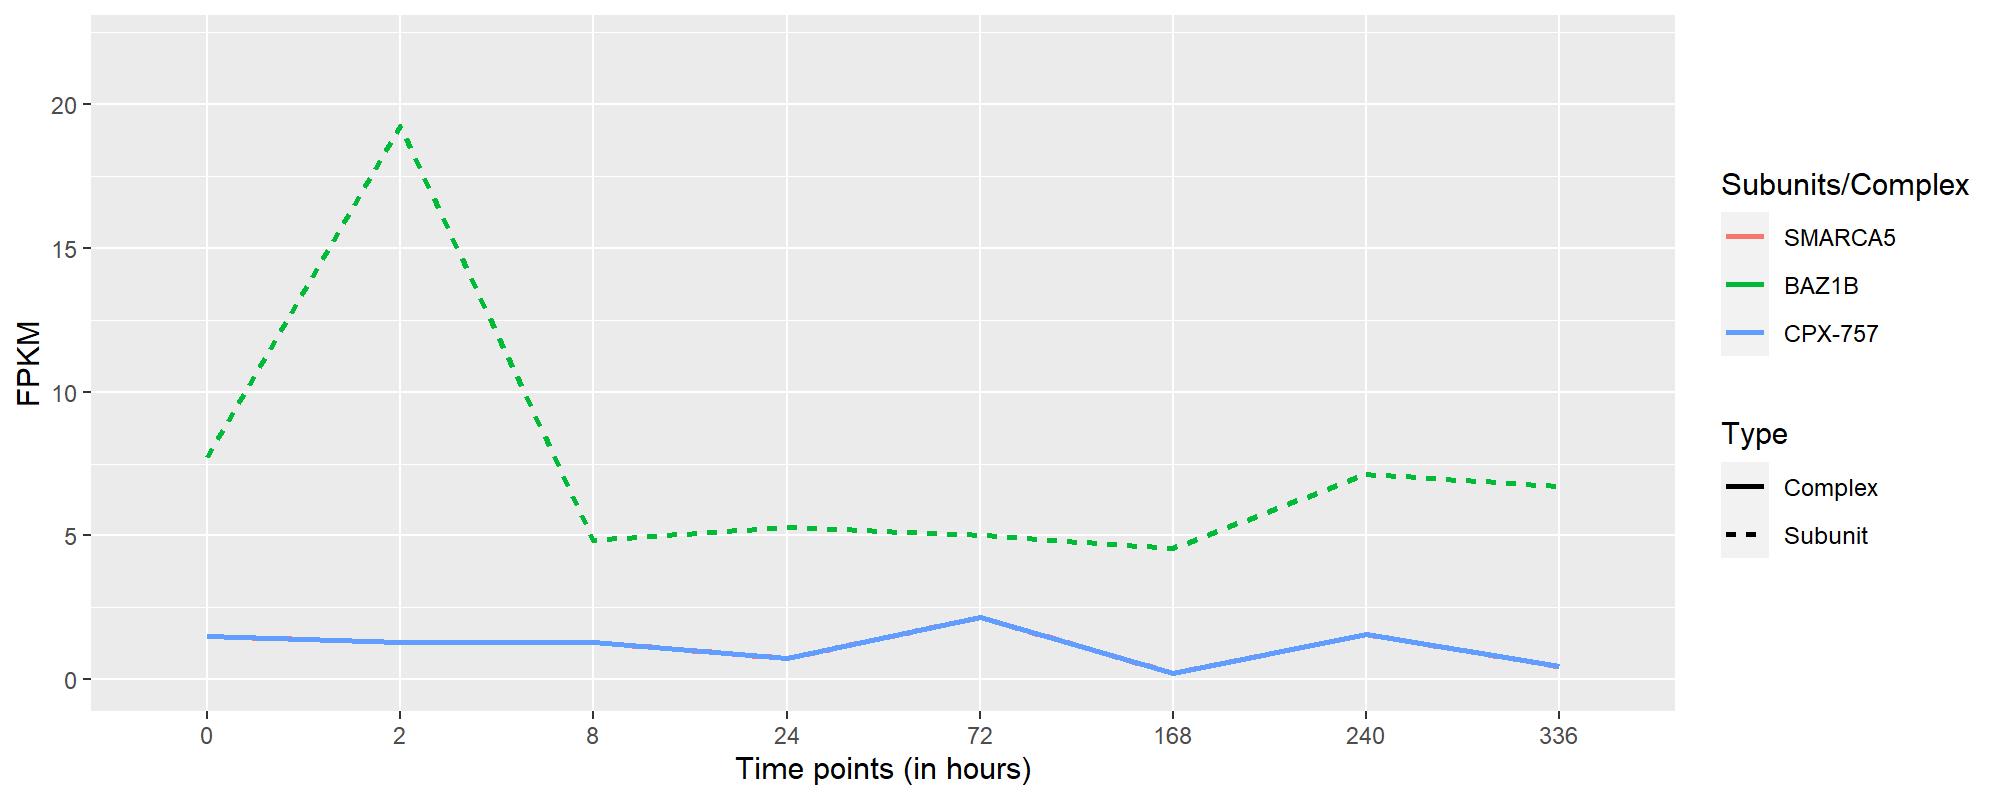 20
15
10
5
0
FPKM
0 2 8 24 72 168 240 336
Time points (in hours)
Subunits/Complex
SMARCA5
BAZ1B
CPX-757
Type
Complex
Subunit